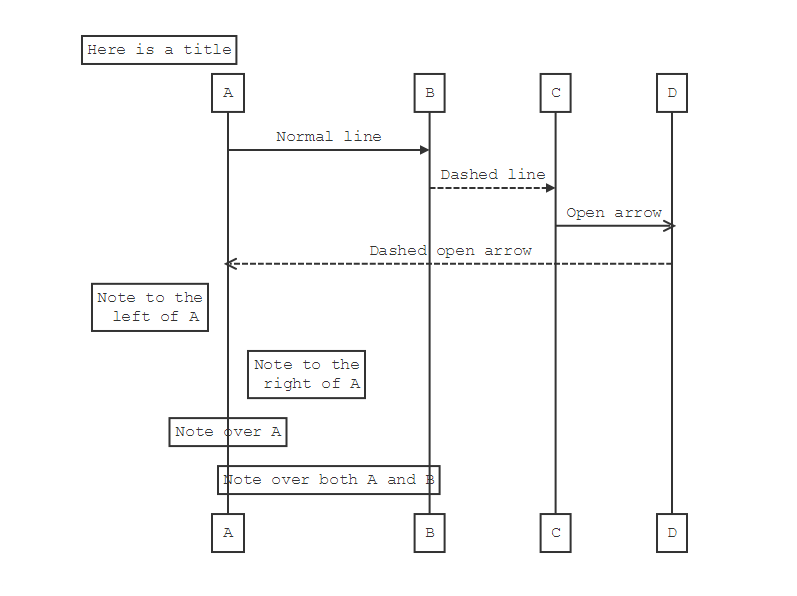 Here is a title
A
B
C
D
Normal line
Dashed line
Open arrow
Dashed open arrow
Note to the
left of A
Note to the
right of A
Note over A
Note over both A and B
A
B
C
D